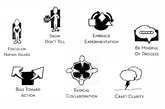 Focus on
Human Values
Show
Don't Tell
Embrace
Experimentation
Be Mindful
Of Process
Bias Toward
Action
Radical
Collaboration
Craft Clarity